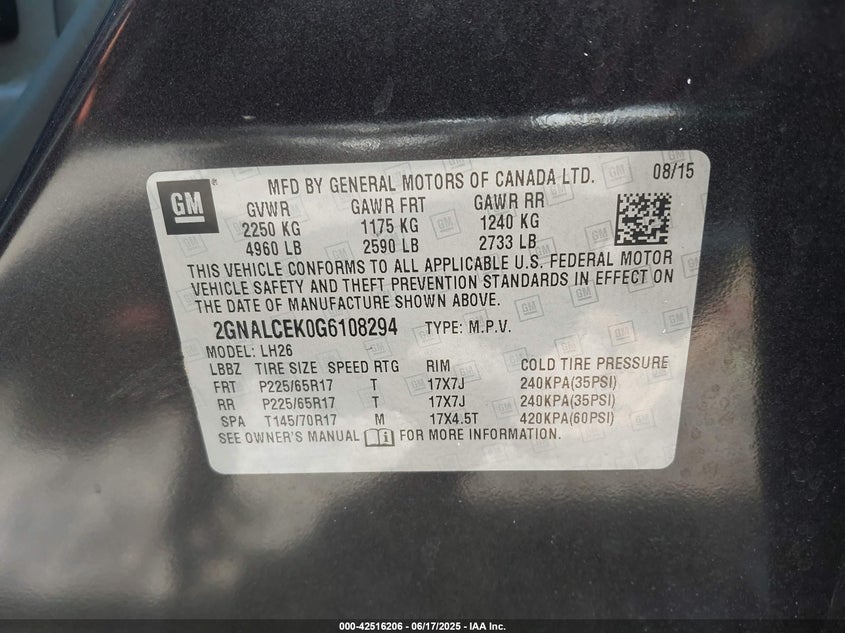 GM
MFD BY GENERAL MOTORS OF CANADA LTD. 08/15
GVWR GAWR FRT GAWR RR
2250 KG 1175 KG 1240 KG
4960 LB 2590 LB 2733 LB
THIS VEHICLE CONFORMS TO ALL APPLICABLE U.S. FEDERAL MOTOR
VEHICLE SAFETY AND THEFT PREVENTION STANDARDS IN EFFECT ON
THE DATE OF MANUFACTURE SHOWN ABOVE.
2GNALCEK0G6108294 TYPE: M.P.V.
MODEL: LH26
LBBZ TIRE SIZE SPEED RTG RIM COLD TIRE PRESSURE
FRT P225/65R17 T 17X7J 240KPA(35PSI)
RR P225/65R17 T 17X7J 240KPA(35PSI)
SPA T145/70R17 M 17X4.5T 420KPA(60PSI)
SEE OWNER'S MANUAL FOR MORE INFORMATION.
000-42516206 - 06/17/2025 - IAA Inc.